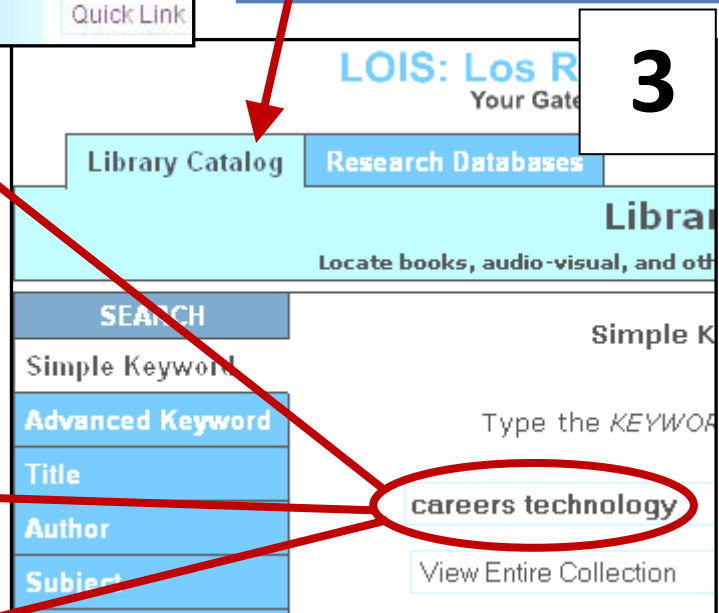 Quick Link
3
LOIS: Los R
Your Gate
Library Catalog
Research Databases
Librar
Locate books, audio-visual, and oth
SEARCH
Simple Keyword
Simple K
Advanced Keyword
Type the KEYWOR
Title
careers technology
Author
View Entire Collection
Subject